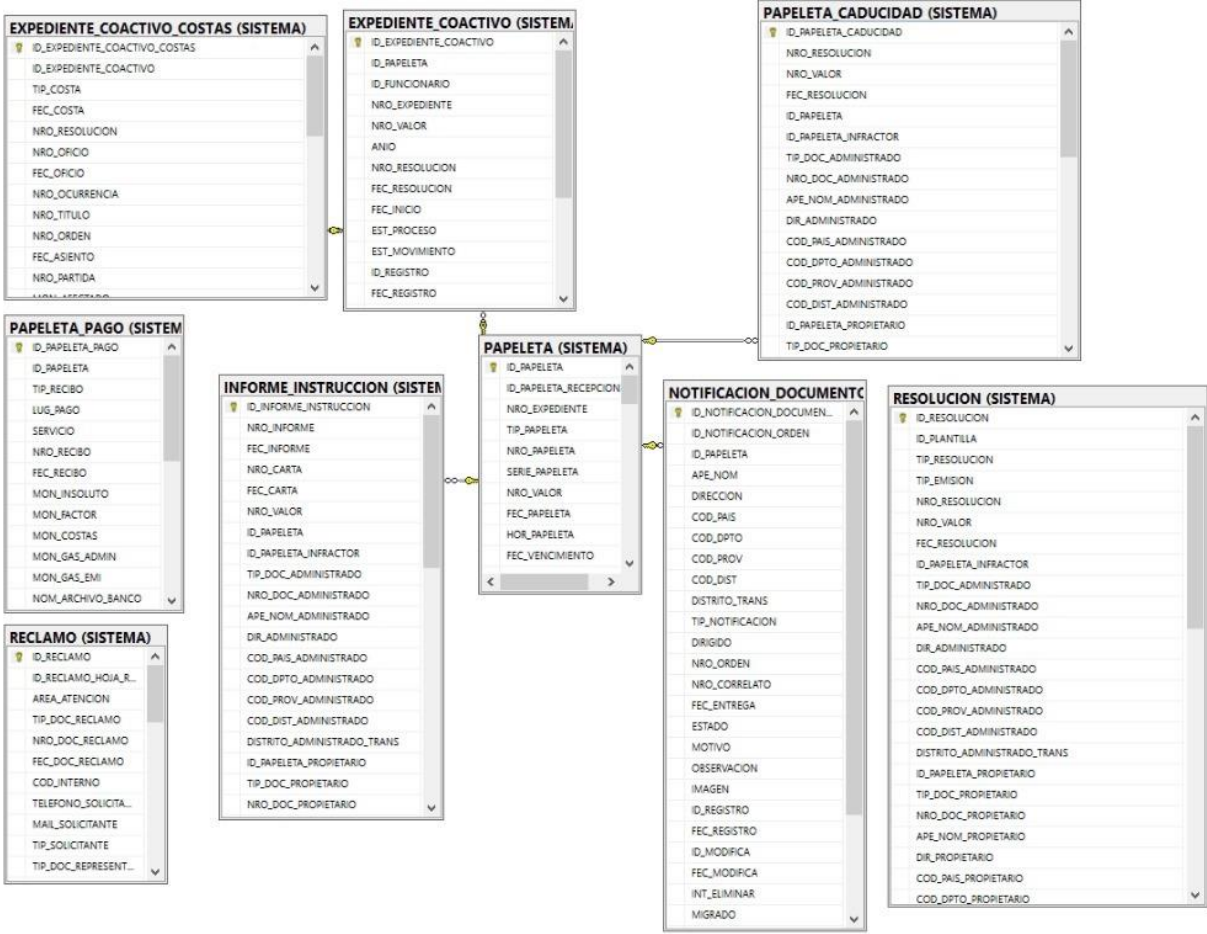 EXPEDIENTE_COACTIVO_COSTAS (SISTEMA)
ID_EXPEDIENTE_COACTIVO_COSTAS
ID_EXPEDIENTE_COACTIVO
TIP_COSTA
FEC_COSTA
NRO_RESOLUCION
NRO_OFICIO
FEC_OFICIO
NRO_OCURRENCIA
NRO_TITULO
NRO_ORDEN
FEC_ASIENTO
NRO_PARTIDA
EXPEDIENTE_COACTIVO (SISTEMA
ID_EXPEDIENTE_COACTIVO
ID_PAPELETA
ID_FUNCIONARIO
NRO_EXPEDIENTE
NRO_VALOR
ANIO
NRO_RESOLUCION
FEC_RESOLUCION
FEC_INICIO
EST_PROCESO
EST_MOVIMIENTO
ID_REGISTRO
FEC_REGISTRO
PAPELETA_CADUCIDAD (SISTEMA)
ID_PAPELETA_CADUCIDAD
NRO_RESOLUCION
NRO_VALOR
FEC_RESOLUCION
ID_PAPELETA
ID_PAPELETA_INFRACTOR
TIP_DOC_ADMINISTRADO
NRO_DOC_ADMINISTRADO
APE_NOM_ADMINISTRADO
DIR_ADMINISTRADO
COD_PAIS_ADMINISTRADO
COD_DPTO_ADMINISTRADO
COD_PROV_ADMINISTRADO
COD_DIST_ADMINISTRADO
ID_PAPELETA_PROPIETARIO
TIP_DOC_PROPIETARIO
PAPELETA_PAGO (SISTEM
ID_PAPELETA_PAGO
ID_PAPELETA
TIP_RECIBO
LUG_PAGO
SERVICIO
NRO_RECIBO
FEC_RECIBO
MON_INSOLUTO
MON_FACTOR
MON_COSTAS
MON_GAS_ADMIN
MON_GAS_EMI
NOM_ARCHIVO_BANCO
INFORME_INSTRUCCION (SISTEM
ID_INFORME_INSTRUCCION
NRO_INFORME
FEC_INFORME
NRO_CARTA
FEC_CARTA
NRO_VALOR
ID_PAPELETA
ID_PAPELETA_INFRACTOR
TIP_DOC_ADMINISTRADO
NRO_DOC_ADMINISTRADO
APE_NOM_ADMINISTRADO
DIR_ADMINISTRADO
COD_PAIS_ADMINISTRADO
COD_DPTO_ADMINISTRADO
COD_PROV_ADMINISTRADO
COD_DIST_ADMINISTRADO
DISTRITO_ADMINISTRADO_TRANS
ID_PAPELETA_PROPIETARIO
TIP_DOC_PROPIETARIO
NRO_DOC_PROPIETARIO
PAPELETA (SISTEMA)
ID_PAPELETA
ID_PAPELETA_RECEPCION
NRO_EXPEDIENTE
TIP_PAPELETA
NRO_PAPELETA
SERIE_PAPELETA
NRO_VALOR
FEC_PAPELETA
HOR_PAPELETA
FEC_VENCIMIENTO
NOTIFICACION_DOCUMENTO
ID_NOTIFICACION_DOCUMEN...
ID_NOTIFICACION_ORDEN
ID_PAPELETA
APE_NOM
DIRECCION
COD_PAIS
COD_DPTO
COD_PROV
COD_DIST
DISTRITO_TRANS
TIP_NOTIFICACION
DIRIGIDO
NRO_ORDEN
NRO_CORRELATO
FEC_ENTREGA
ESTADO
MOTIVO
OBSERVACION
IMAGEN
ID_REGISTRO
FEC_REGISTRO
ID_MODIFICA
FEC_MODIFICA
INT_ELIMINAR
MIGRADO
RESOLUCION (SISTEMA)
ID_RESOLUCION
ID_PLANTILLA
TIP_RESOLUCION
TIP_EMISION
NRO_RESOLUCION
NRO_VALOR
FEC_RESOLUCION
ID_PAPELETA_INFRACTOR
TIP_DOC_ADMINISTRADO
NRO_DOC_ADMINISTRADO
APE_NOM_ADMINISTRADO
DIR_ADMINISTRADO
COD_PAIS_ADMINISTRADO
COD_DPTO_ADMINISTRADO
COD_PROV_ADMINISTRADO
COD_DIST_ADMINISTRADO
DISTRITO_ADMINISTRADO_TRANS
ID_PAPELETA_PROPIETARIO
TIP_DOC_PROPIETARIO
NRO_DOC_PROPIETARIO
APE_NOM_PROPIETARIO
DIR_PROPIETARIO
COD_PAIS_PROPIETARIO
COD_DPTO_PROPIETARIO
RECLAMO (SISTEMA)
ID_RECLAMO
ID_RECLAMO_HOJA_R...
AREA_ATENCION
TIP_DOC_RECLAMO
NRO_DOC_RECLAMO
FEC_DOC_RECLAMO
COD_INTERNO
TELEFONO_SOLICITA...
MAIL_SOLICITANTE
TIP_SOLICITANTE
TIP_DOC_REPRESENT...